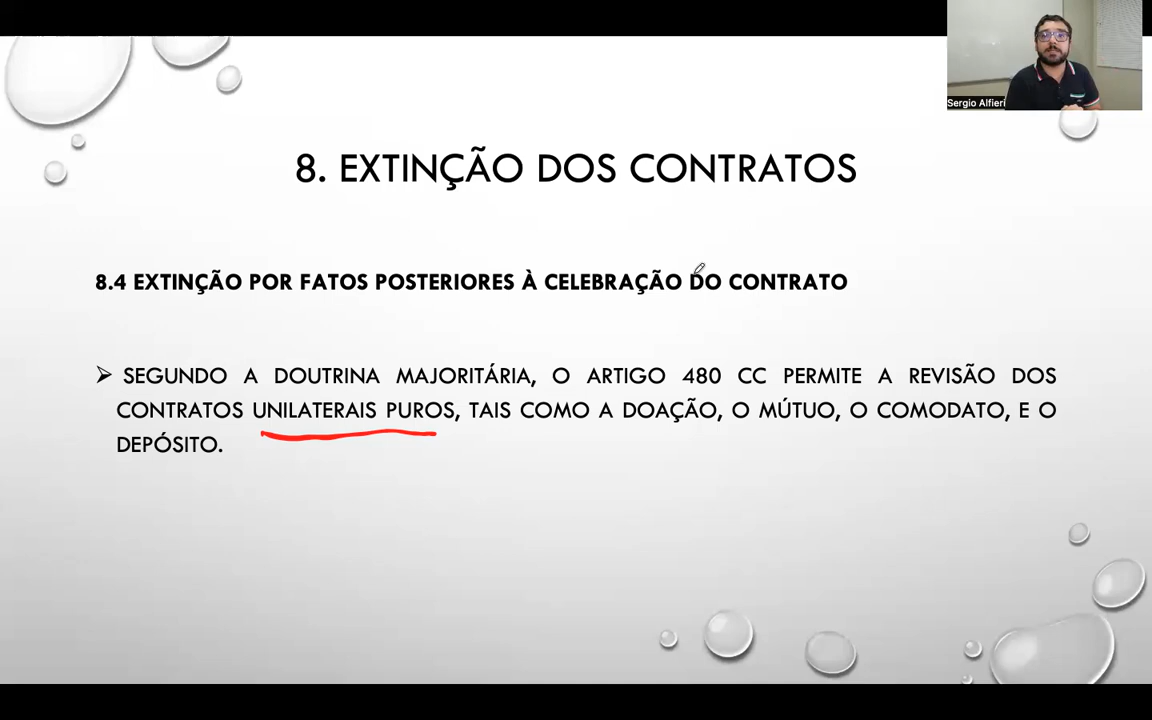 Sergio Alfieri
8. EXTINÇÃO DOS CONTRATOS
8.4 EXTINÇÃO POR FATOS POSTERIORES À CELEBRAÇÃO DO CONTRATO
➢ SEGUNDO A DOUTRINA MAJORITÁRIA, O ARTIGO 480 CC PERMITE A REVISÃO DOS
CONTRATOS UNILATERAIS PUROS, TAIS COMO A DOAÇÃO, O MÚTUO, O COMODATO, E O
DEPÓSITO.